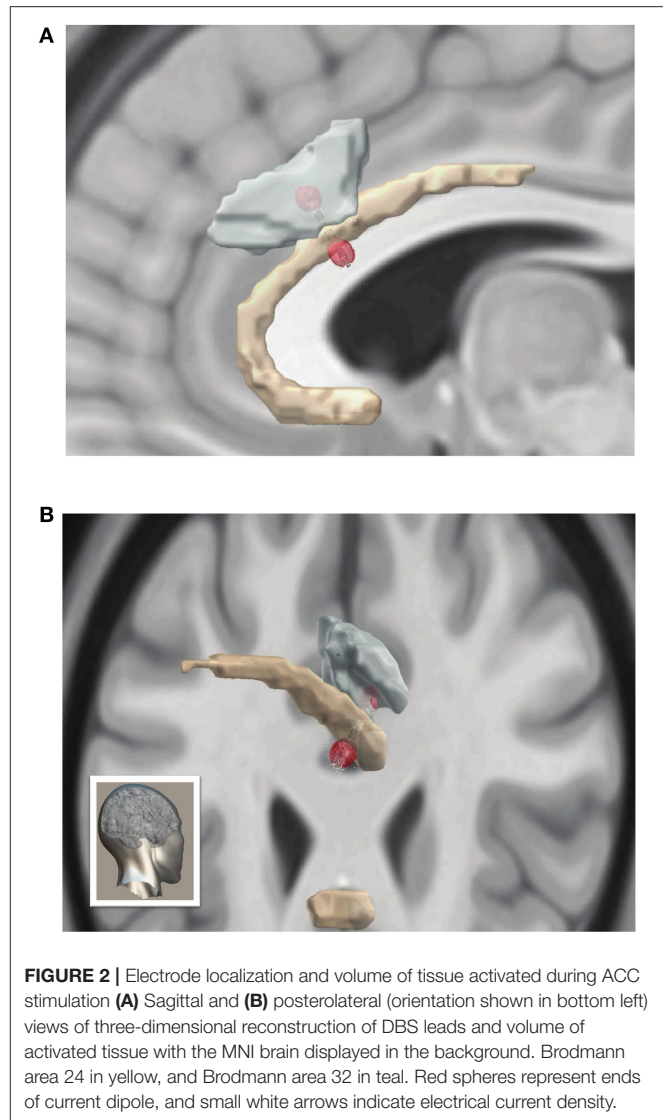 A
B
FIGURE 2 | Electrode localization and volume of tissue activated during ACC
stimulation (A) Sagittal and (B) posterolateral (orientation shown in bottom left)
views of three-dimensional reconstruction of DBS leads and volume of
activated tissue with the MNI brain displayed in the background. Brodmann
area 24 in yellow, and Brodmann area 32 in teal. Red spheres represent ends
of current dipole, and small white arrows indicate electrical current density.